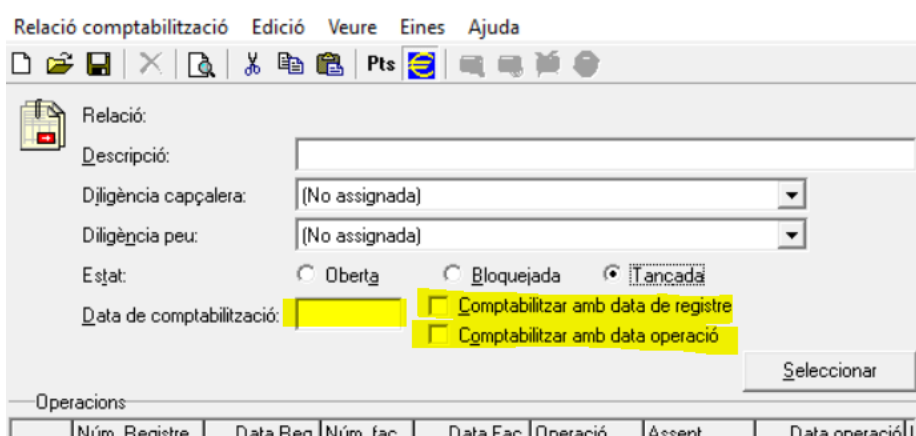 Relació comptabilització Edició Veure Eines Ajuda
Pts
Relació:
Descripció:
Diligència capçalera: (No assignada)
Diligència peu: (No assignada)
Estat: Oberta Bloquejada Tancada
Data de comptabilització: Comptabilitzar amb data de registre
Comptabilitzar amb data operació
Seleccionar
Operacions
Núm. Registre Data Reg Núm. fac. Data Fac Operació Assent. Data operació